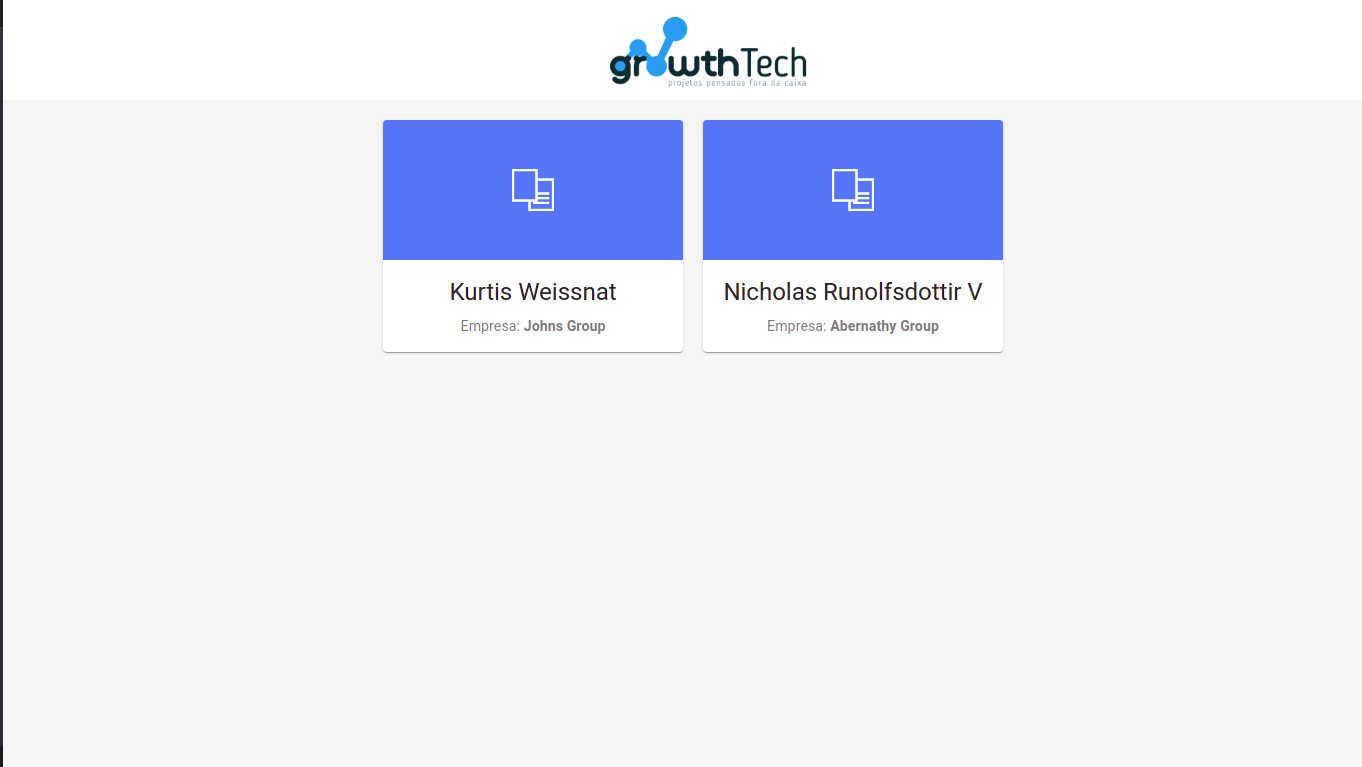 growthTech
projetos pensados fora da caixa
Kurtis Weissnat
Empresa: Johns Group
Nicholas Runolfsdottir V
Empresa: Abernathy Group